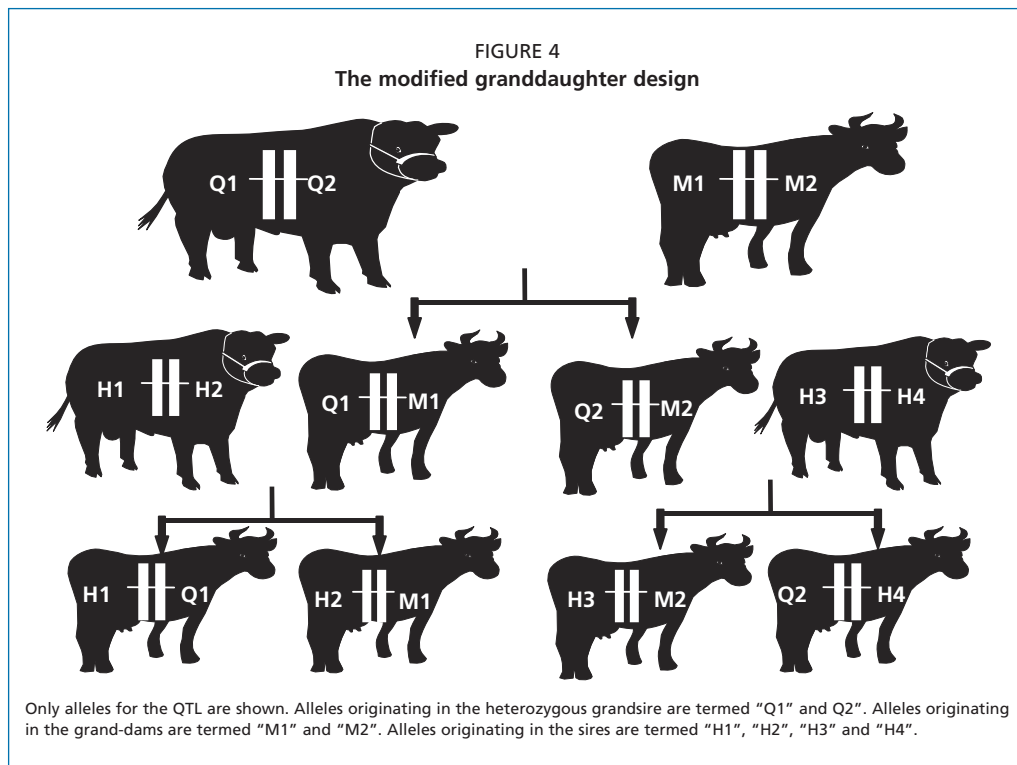 FIGURE 4
The modified granddaughter design
Q1 Q2 M1 M2
H1 H2 Q1 M1 Q2 M2 H3 H4
H1 Q1 H2 M1 H3 M2 Q2 H4
Only alleles for the QTL are shown. Alleles originating in the heterozygous grandsire are termed “Q1” and Q2”. Alleles originating
in the grand-dams are termed “M1” and “M2”. Alleles originating in the sires are termed “H1”, “H2”, “H3” and “H4”.